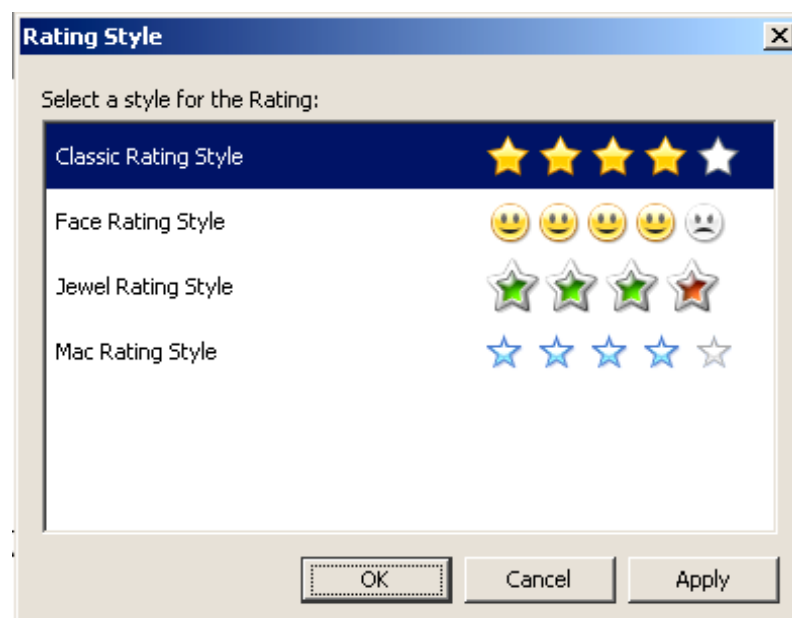 Rating Style
Select a style for the Rating:
Classic Rating Style
Face Rating Style
Jewel Rating Style
Mac Rating Style
OK Cancel Apply